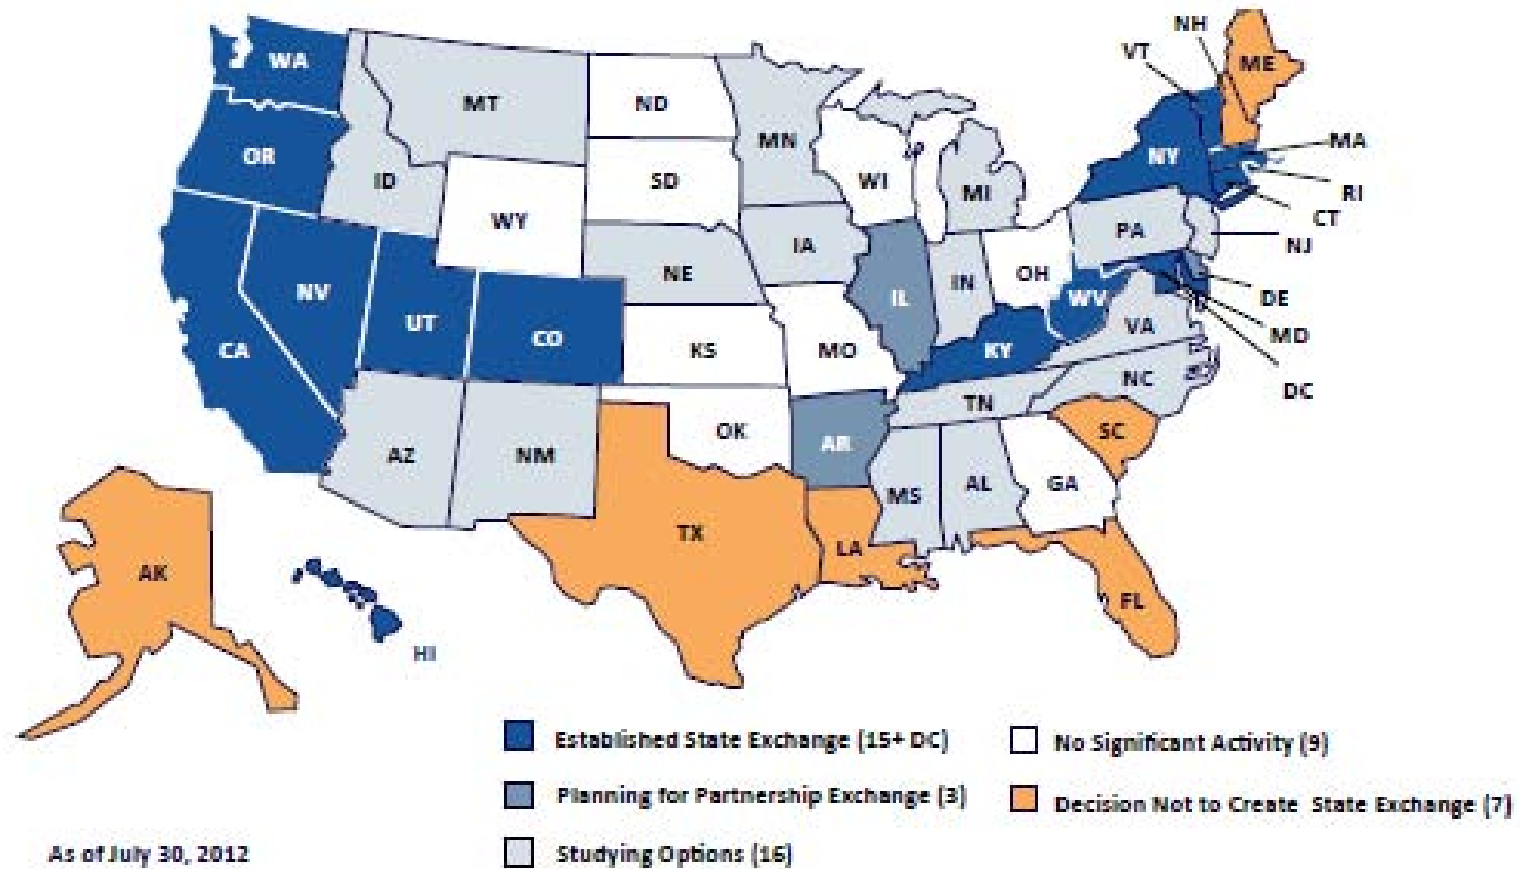 NH
VT
ME
WA
MT
ND
MN
OR
ID
SD
WI
MI
NY
MA
RI
CT
WY
IA
PA
NJ
NE
NV
UT
CO
CA
IL
IN
OH
WV
VA
DE
MD
DC
KS
MO
KY
NC
TN
AZ
NM
OK
AR
SC
MS
AL
GA
TX
LA
AK
FL
HI
Established State Exchange (15+ DC)
No Significant Activity (9)
Planning for Partnership Exchange (3)
Decision Not to Create State Exchange (7)
As of July 30, 2012
Studying Options (16)